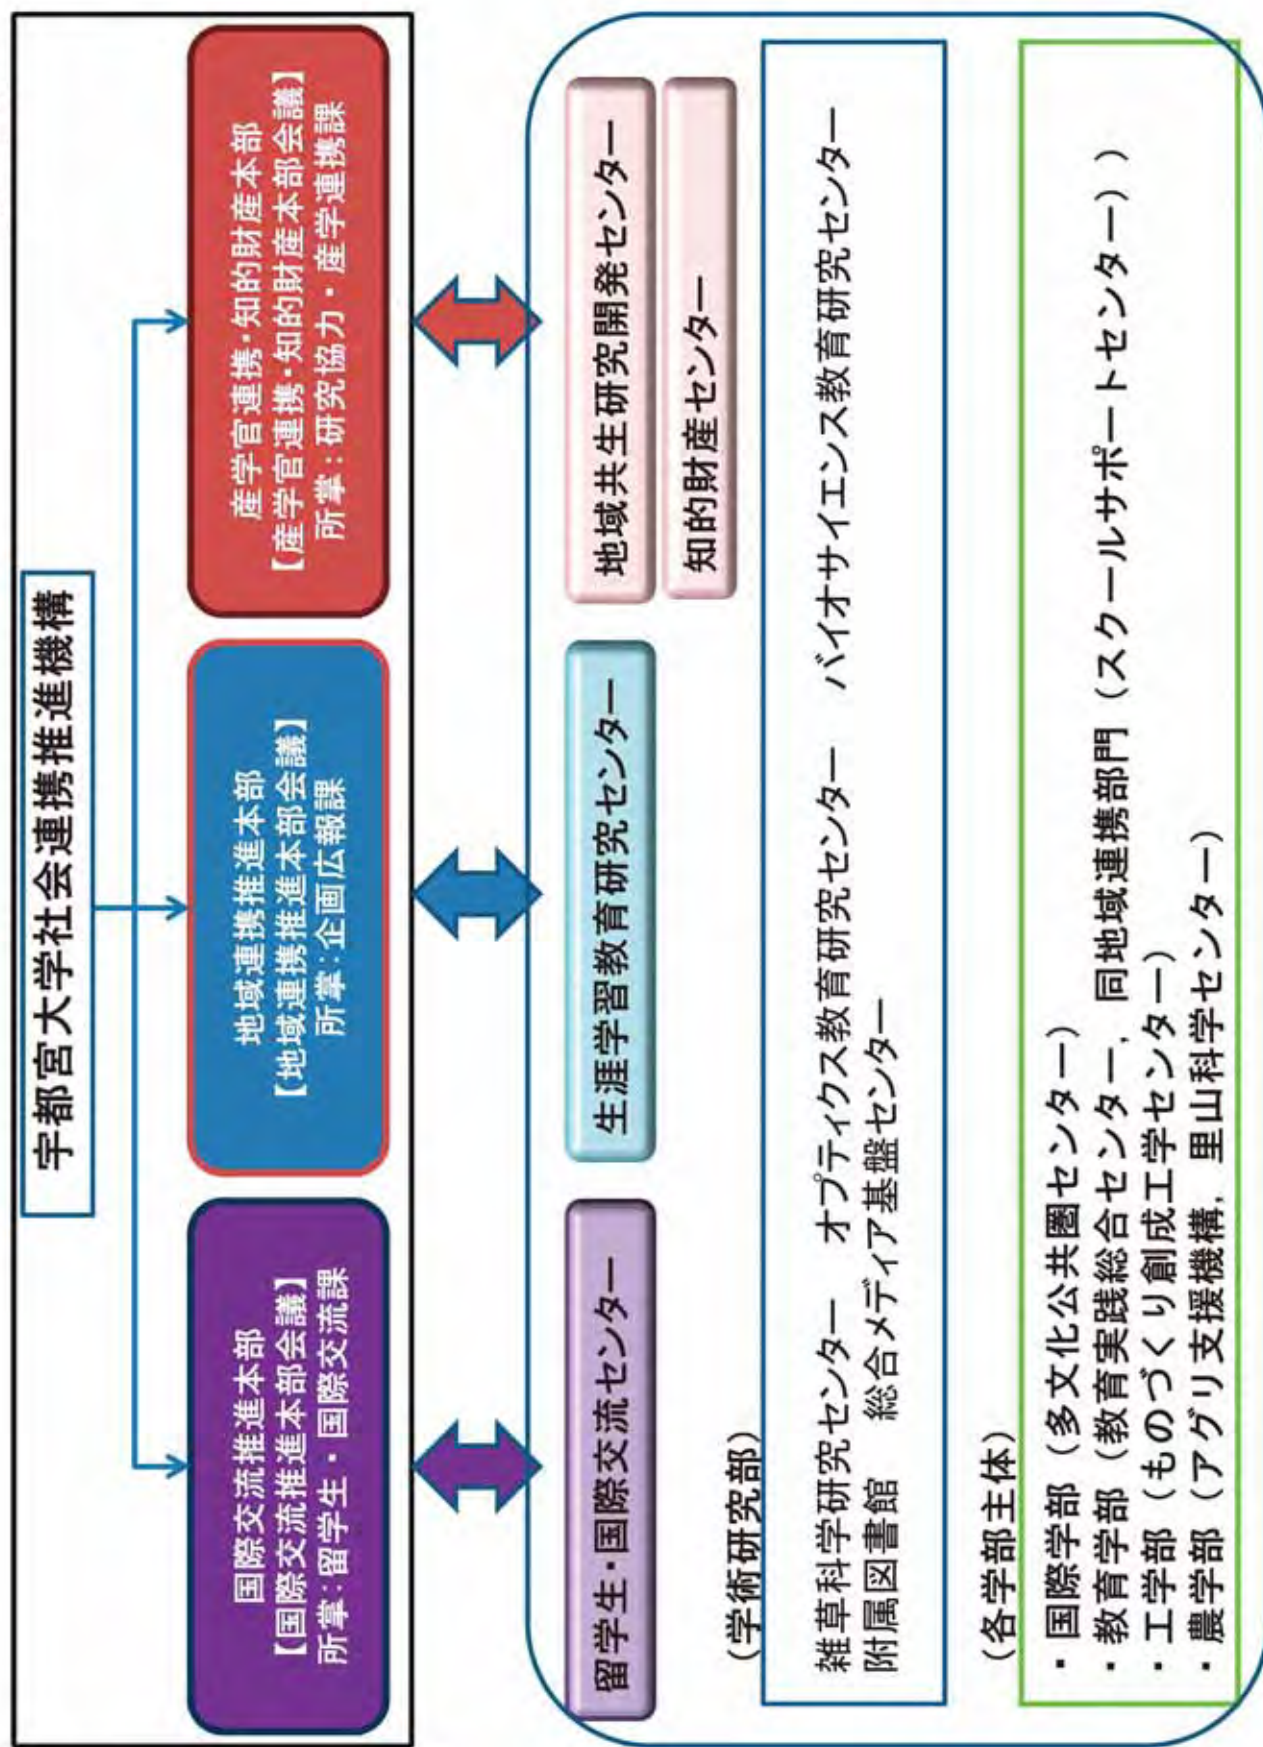 宇都宮大学社会連携推進機構
国際交流推進本部
【国際交流推進本部会議】
所掌：留学生・国際交流課
地域連携推進本部
【地域連携推進本部会議】
所掌：企画広報課
産学官連携・知的財産本部
【産学官連携・知的財産本部会議】
所掌：研究協力・産学連携課
留学生・国際交流センター
生涯学習教育研究センター
地域共生研究開発センター
知的財産センター
（学術研究部）
雑草科学研究センター　オプティクス教育研究センター　バイオサイエンス教育研究センター
附属図書館　総合メディア基盤センター
（各学部主体）
・国際学部（多文化公共圏センター）
・教育学部（教育実践総合センター，同地域連携部門（スクールサポートセンター））
・工学部（ものづくり創成工学センター）
・農学部（アグリ支援機構，里山科学センター）